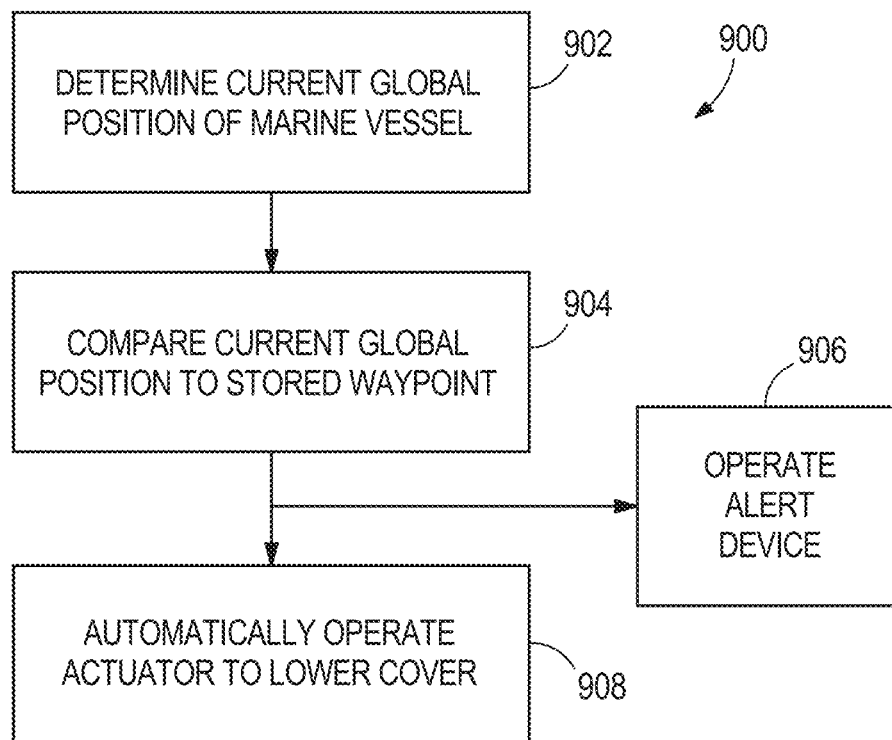 902
900
DETERMINE CURRENT GLOBAL
POSITION OF MARINE VESSEL
904
COMPARE CURRENT GLOBAL
POSITION TO STORED WAYPOINT
906
OPERATE
ALERT
DEVICE
AUTOMATICALLY OPERATE
ACTUATOR TO LOWER COVER
908